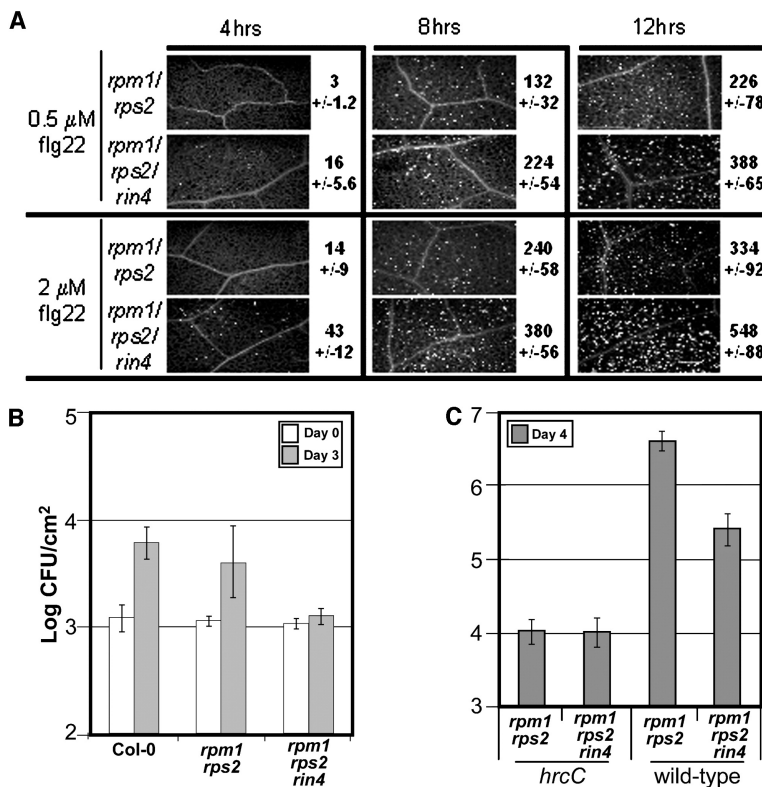 A
4hrs 8hrs 12hrs
0.5 µM flg22
rpm1/ rps2
3 +/-1.2
132 +/-32
226 +/-78
rpm1/ rps2/ rin4
16 +/-5.6
224 +/-54
388 +/-65
2 µM flg22
rpm1/ rps2
14 +/-9
240 +/-58
334 +/-92
rpm1/ rps2/ rin4
43 +/-12
380 +/-56
548 +/-88
B
Log CFU/cm²
5
4
3
2
Day 0
Day 3
Col-0
rpm1 rps2
rpm1 rps2 rin4
C
7
6
5
4
3
Day 4
rpm1 rps2
rpm1 rps2 rin4
rpm1 rps2
rpm1 rps2 rin4
hrcC
wild-type